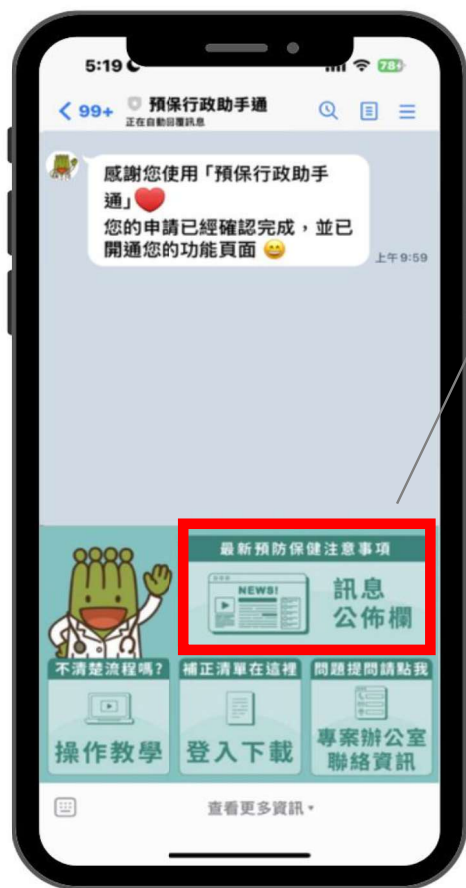 5:19
78
99+
預保行政助手通
正在自動回覆訊息
感謝您使用「預保行政助手
通」
您的申請已經確認完成，並已
開通您的功能頁面
上午 9:59
最新預防保健注意事項
NEWS!
訊息
公佈欄
不清楚流程嗎?
操作教學
補正清單在這裡
登入下載
問題提問請點我
專案辦公室
聯絡資訊
查看更多資訊